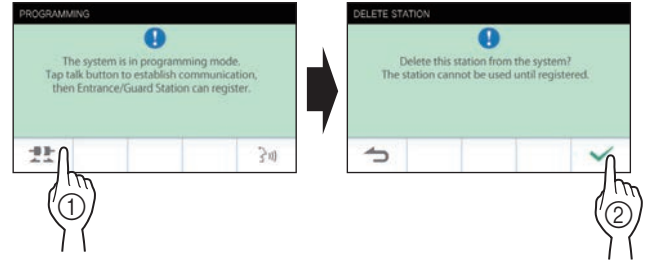 PROGRAMMING
The system is in programming mode.
Tap talk button to establish communication,
then Entrance/Guard Station can register.
①
DELETE STATION
Delete this station from the system?
The station cannot be used until registered.
②